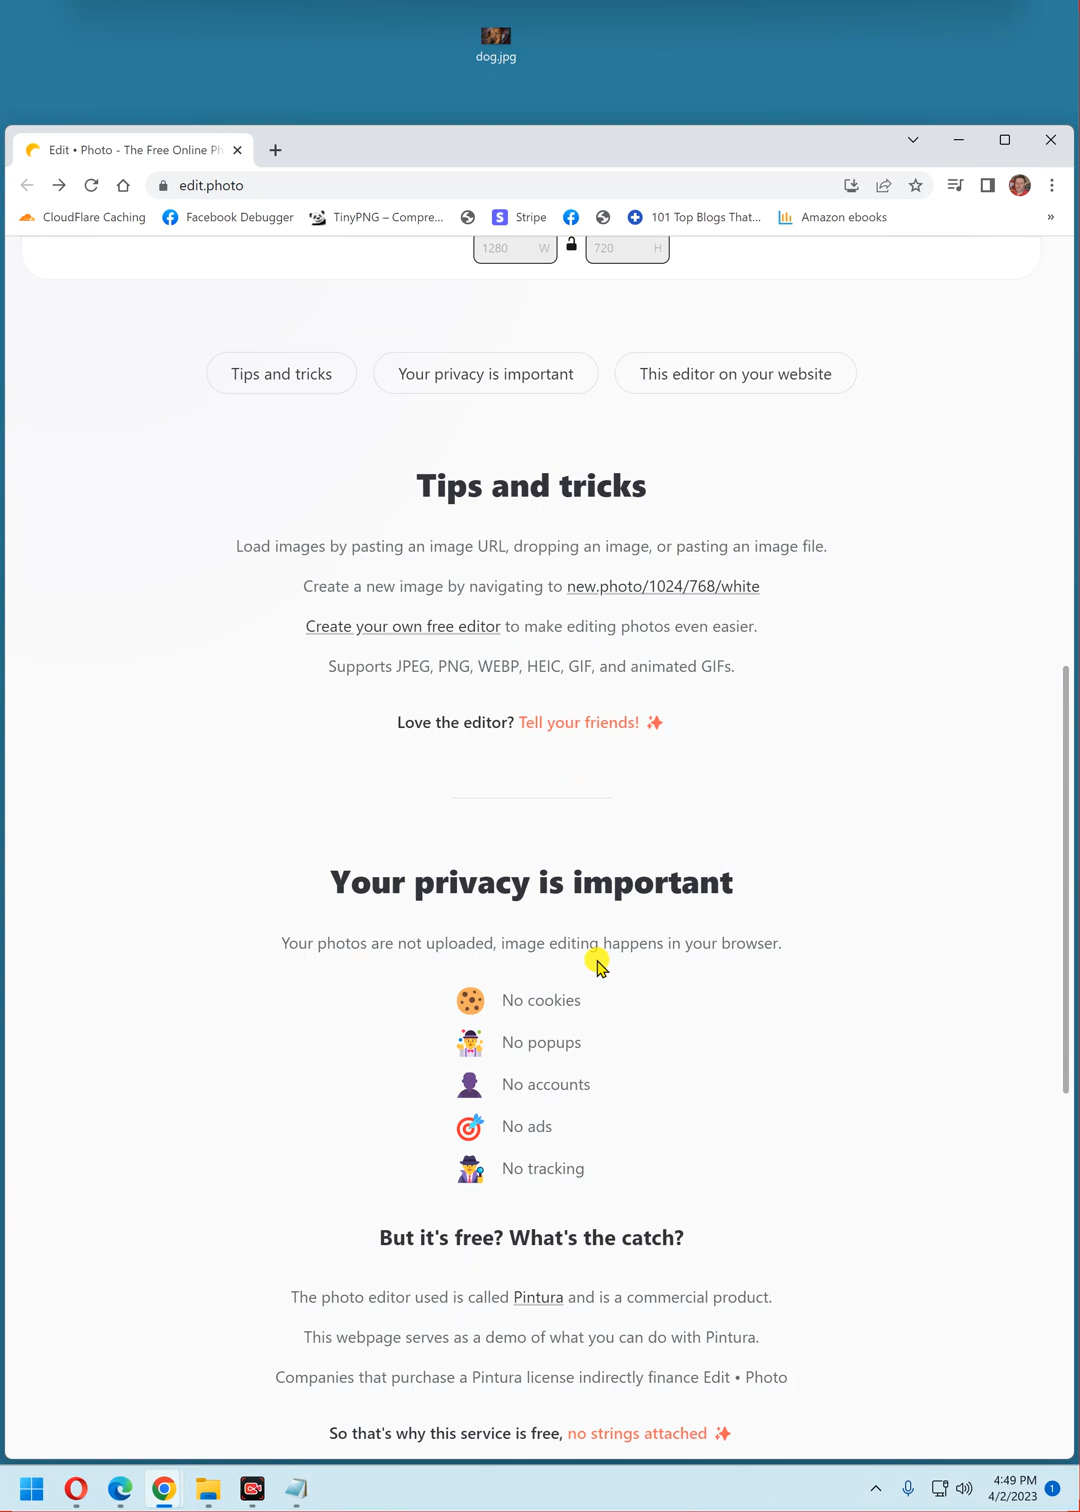 dog.jpg
Edit • Photo - The Free Online Ph
edit.photo
CloudFlare Caching Facebook Debugger TinyPNG – Compre... Stripe 101 Top Blogs That... Amazon ebooks »
1280 W 720 H
Tips and tricks Your privacy is important This editor on your website
Tips and tricks
Load images by pasting an image URL, dropping an image, or pasting an image file.
Create a new image by navigating to new.photo/1024/768/white
Create your own free editor to make editing photos even easier.
Supports JPEG, PNG, WEBP, HEIC, GIF, and animated GIFs.
Love the editor? Tell your friends!
Your privacy is important
Your photos are not uploaded, image editing happens in your browser.
No cookies
No popups
No accounts
No ads
No tracking
But it's free? What's the catch?
The photo editor used is called Pintura and is a commercial product.
This webpage serves as a demo of what you can do with Pintura.
Companies that purchase a Pintura license indirectly finance Edit • Photo
So that's why this service is free, no strings attached
4:49 PM
4/2/2023 1